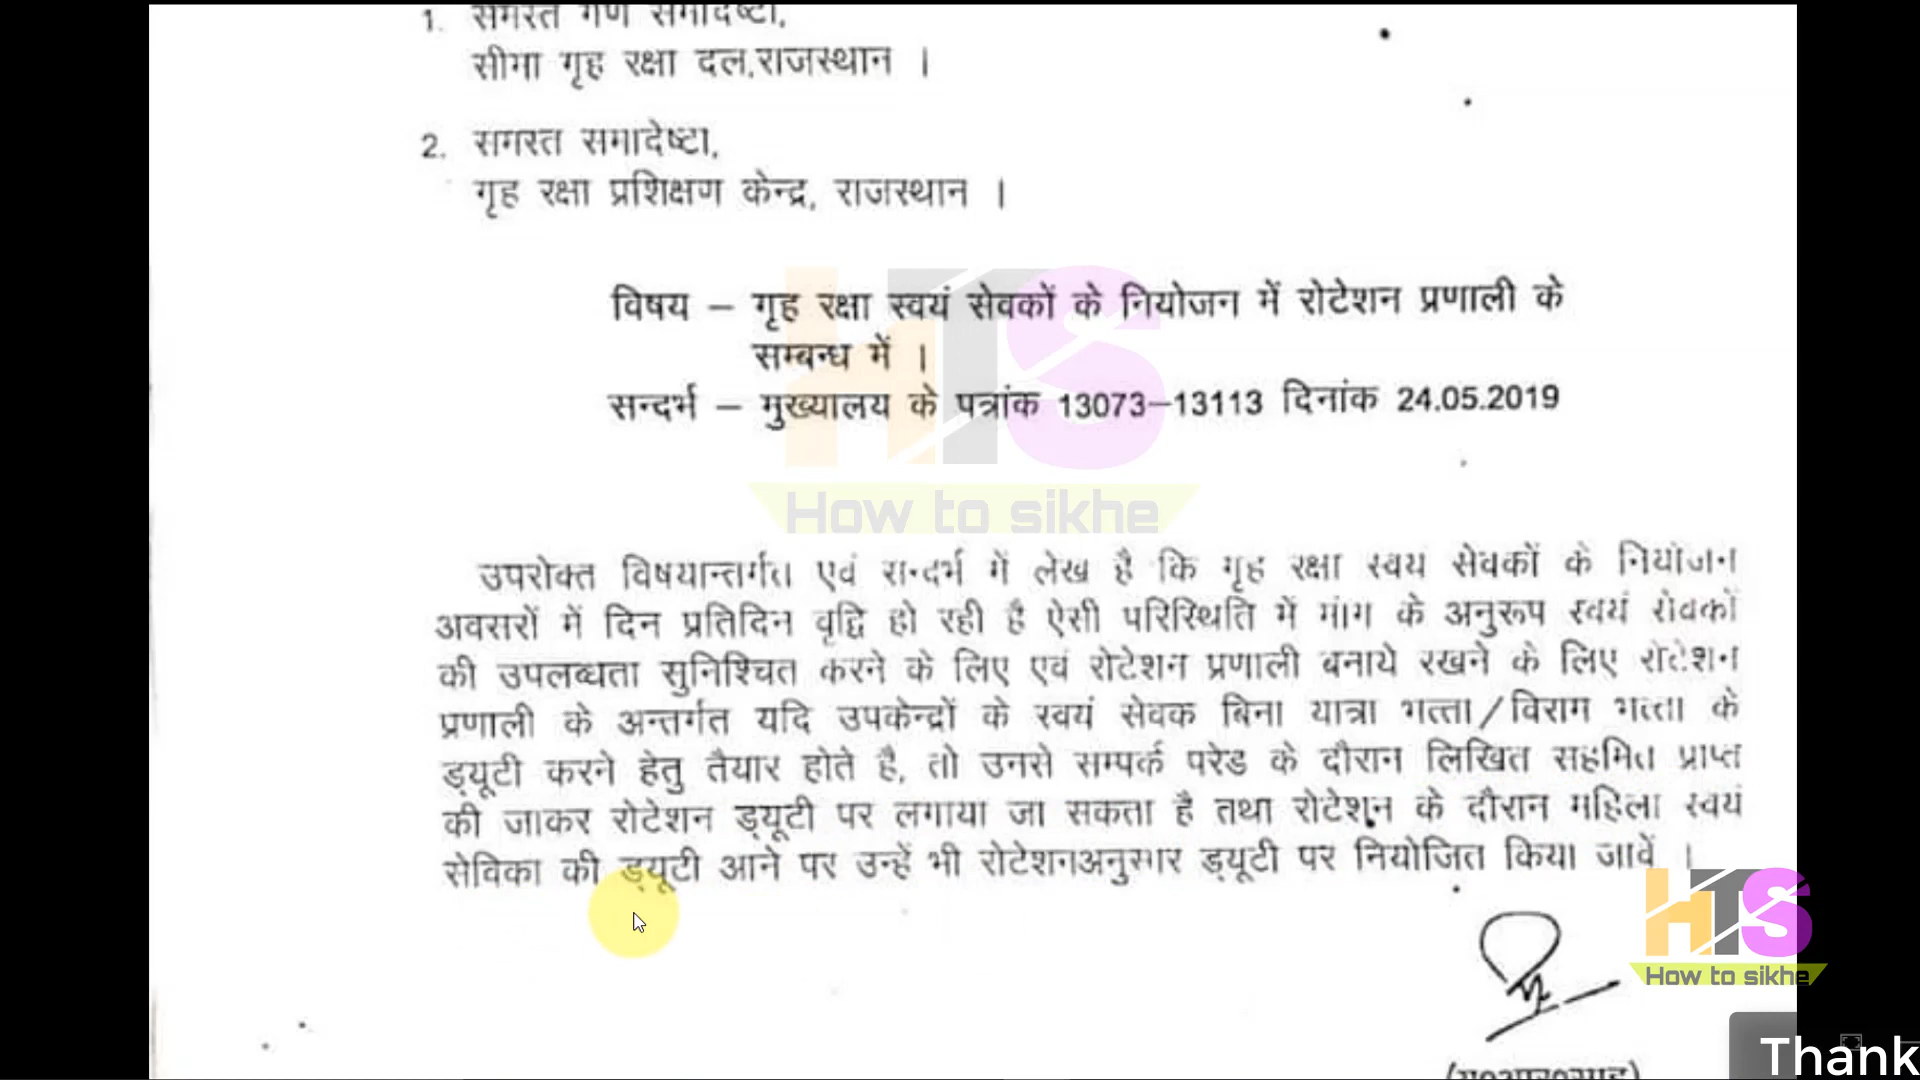 1. समस्त गण समादेष्टा,
सीमा गृह रक्षा दल,राजस्थान ।
2. समस्त समादेष्टा,
गृह रक्षा प्रशिक्षण केन्द्र, राजस्थान ।
विषय – गृह रक्षा स्वयं सेवकों के नियोजन में रोटेशन प्रणाली के
सम्बन्ध में ।
सन्दर्भ – मुख्यालय के पत्रांक 13073–13113 दिनांक 24.05.2019
How to sikhe
उपरोक्त विषयान्तर्गत एवं सन्दर्भ में लेख है कि गृह रक्षा स्वय सेवकों के नियोजन
अवसरों में दिन प्रतिदिन वृद्वि हो रही है ऐसी परिस्थिति में मांग के अनुरूप स्वयं सेवकों
की उपलब्धता सुनिश्चित करने के लिए एवं रोटेशन प्रणाली बनाये रखने के लिए रोटेशन
प्रणाली के अन्तर्गत यदि उपकेन्द्रों के स्वयं सेवक बिना यात्रा भत्ता/विराम भत्ता के
ड्यूटी करने हेतु तैयार होते है, तो उनसे सम्पर्क परेड के दौरान लिखित सहमति प्राप्त
की जाकर रोटेशन ड्यूटी पर लगाया जा सकता है तथा रोटेशन के दौरान महिला स्वयं
सेविका की ड्यूटी आने पर उन्हें भी रोटेशनअनुसार ड्यूटी पर नियोजित किया जावें ।
HTS
How to sikhe
Thank